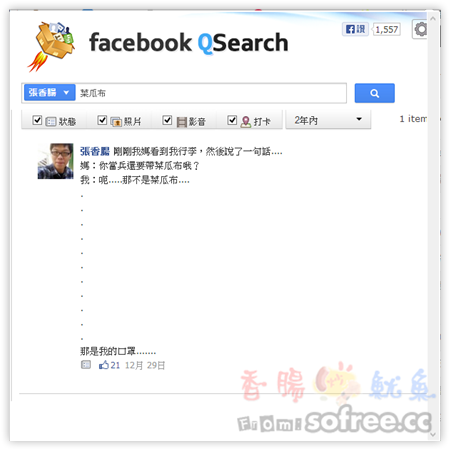 facebook QSearch
讚 1,557
張香腸 菜瓜布
狀態 照片 影音 打卡 2年內 1 item
張香腸 剛剛我媽看到我行李，然後說了一句話....
媽：你當兵還要帶菜瓜布哦？
我：呃.....那不是菜瓜布....
.
.
.
.
.
.
.
.
.
.
.
那是我的口罩.......
21 12月 29日
香腸 魷魚
From: sofree.cc